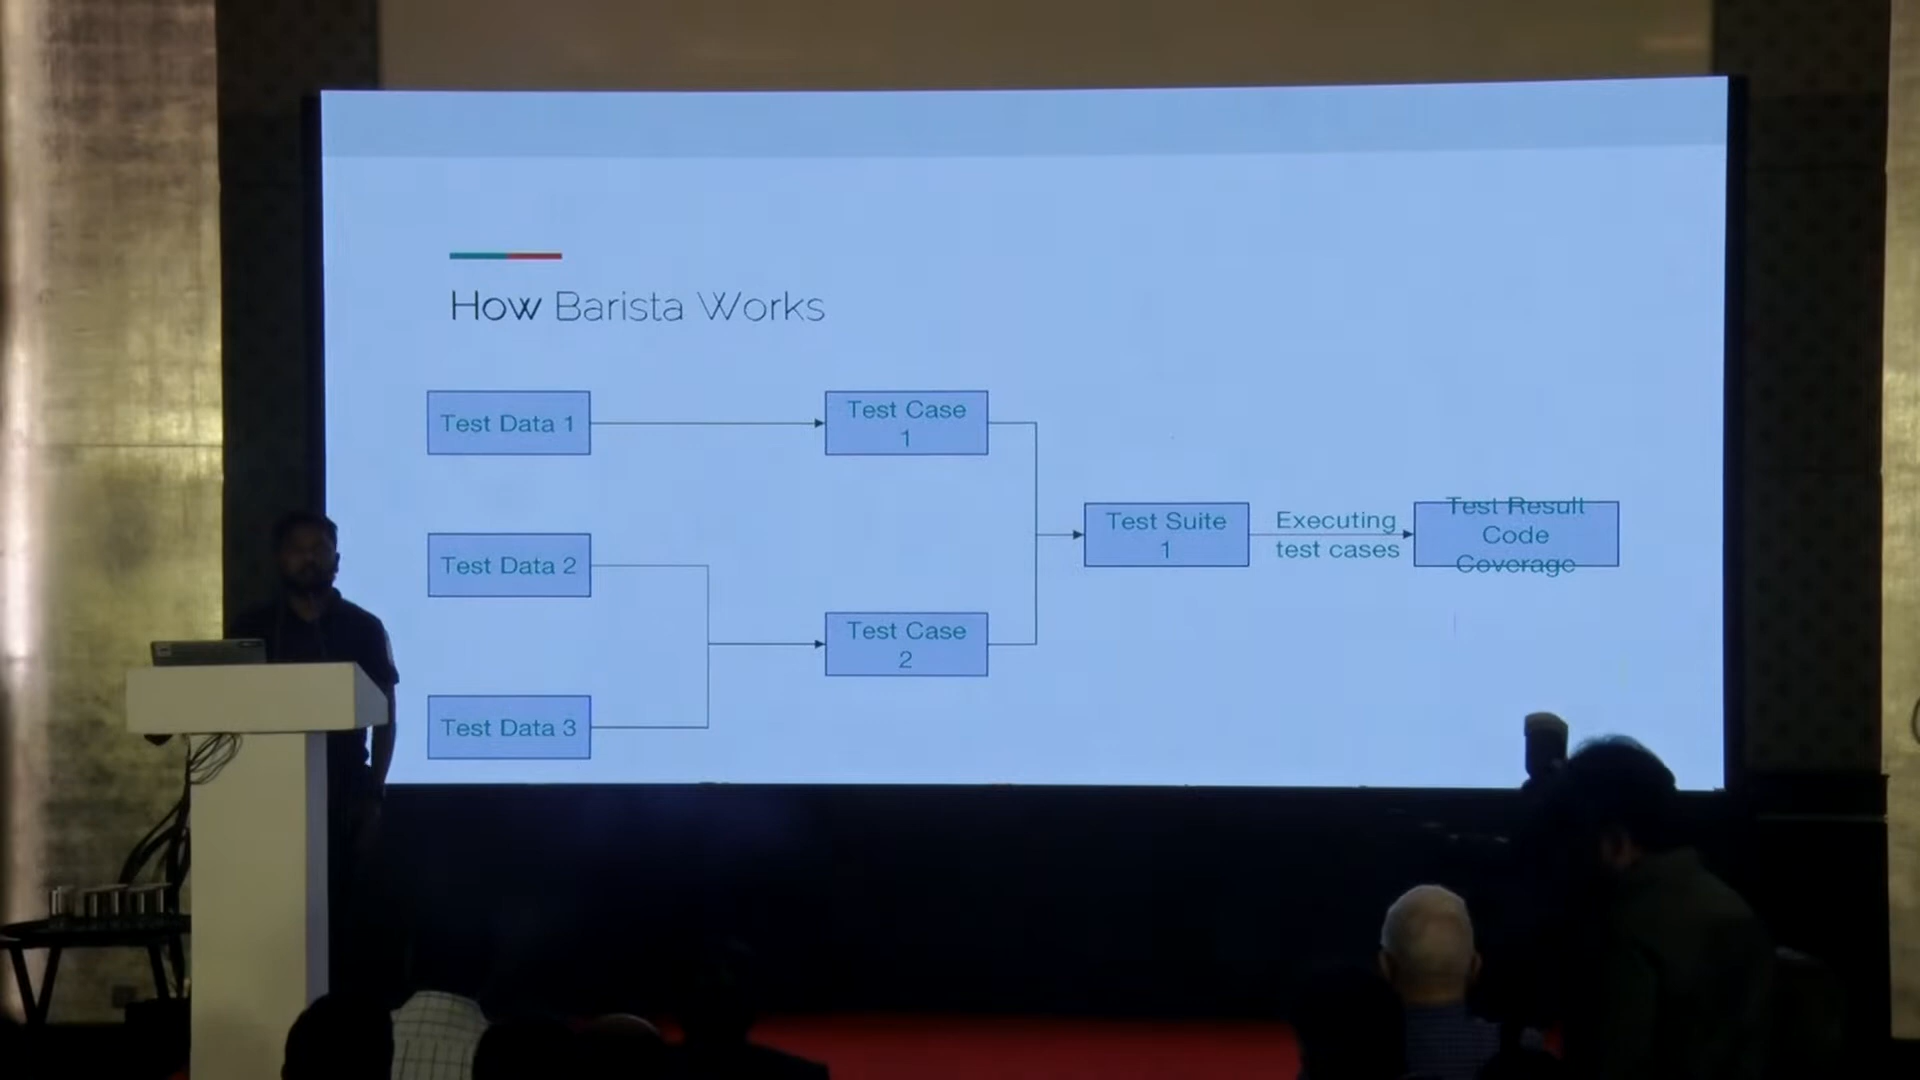 How Barista Works
Test Data 1
Test Case
1
Test Data 2
Test Suite
1
Executing
test cases
Test Result
Code
Coverage
Test Case
2
Test Data 3